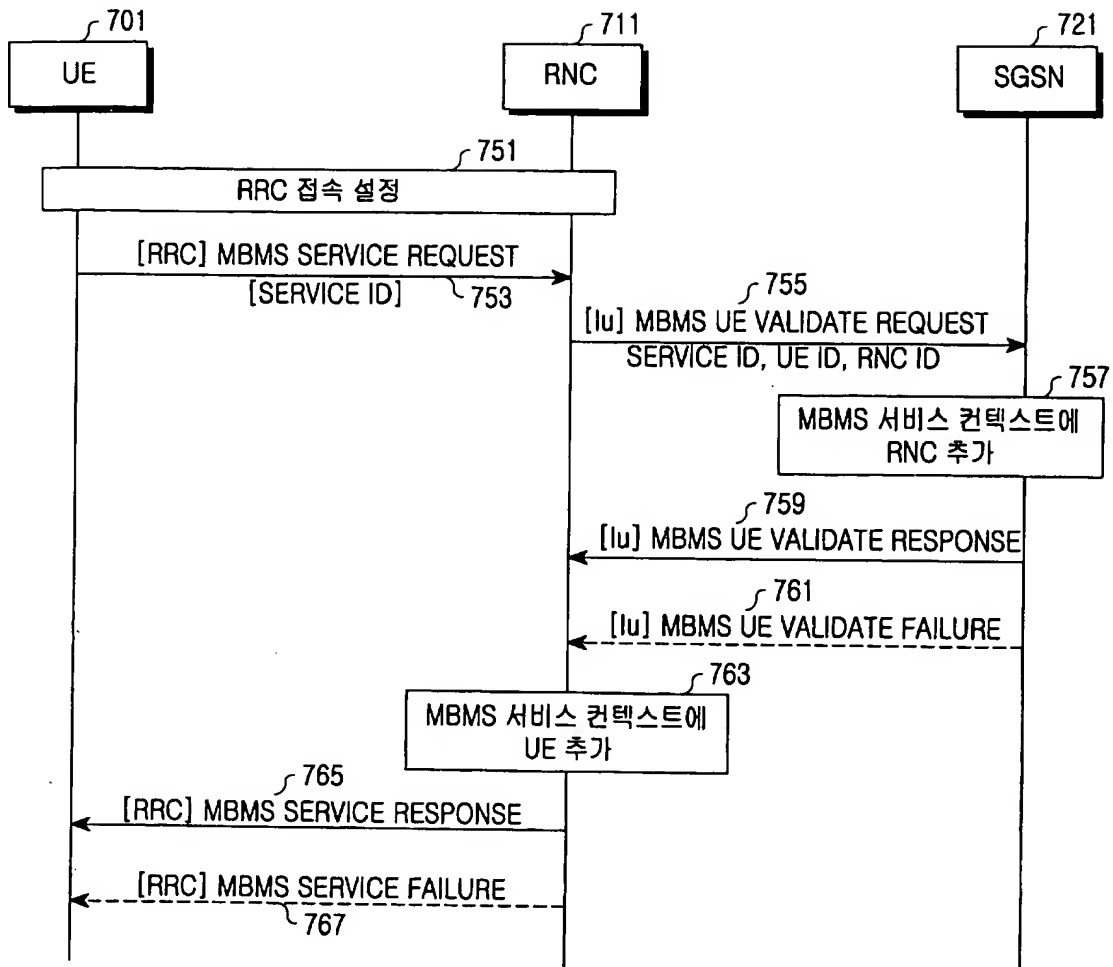 701
711
721
UE
RNC
SGSN
751
RRC 접속 설정
[RRC] MBMS SERVICE REQUEST
[SERVICE ID]
753
755
[Iu] MBMS UE VALIDATE REQUEST
SERVICE ID, UE ID, RNC ID
757
MBMS 서비스 컨텍스트에
RNC 추가
759
[Iu] MBMS UE VALIDATE RESPONSE
761
[Iu] MBMS UE VALIDATE FAILURE
763
MBMS 서비스 컨텍스트에
UE 추가
765
[RRC] MBMS SERVICE RESPONSE
[RRC] MBMS SERVICE FAILURE
767